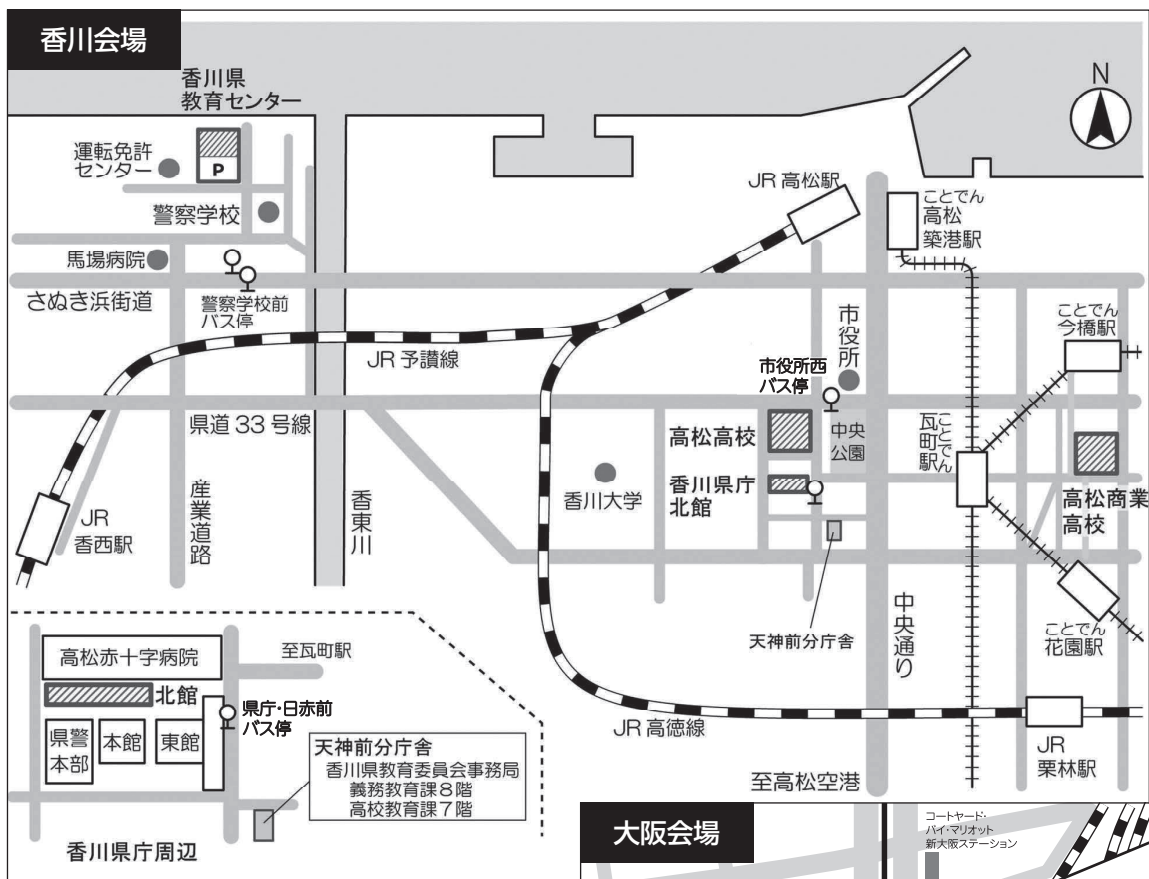 香川会場
香川県
教育センター
運転免許
センター
P
警察学校
馬場病院
さぬき浜街道
警察学校前
バス停
JR 予讃線
県道 33 号線
JR
香西駅
産業道路
香東川
N
JR 高松駅
ことでん
高松
築港駅
市役所
市役所西
バス停
ことでん
今橋駅
高松高校
中央
公園
ことでん
瓦町駅
香川県庁
北館
香川大学
高松商業
高校
天神前分庁舎
中央通り
ことでん
花園駅
JR 高徳線
JR
栗林駅
至高松空港
高松赤十字病院
至瓦町駅
北館
県庁・日赤前
バス停
県警
本部
本館
東館
天神前分庁舎
香川県教育委員会事務局
義務教育課8階
高校教育課7階
香川県庁周辺
大阪会場
コートヤード・
バイ・マリオット
新大阪ステーション